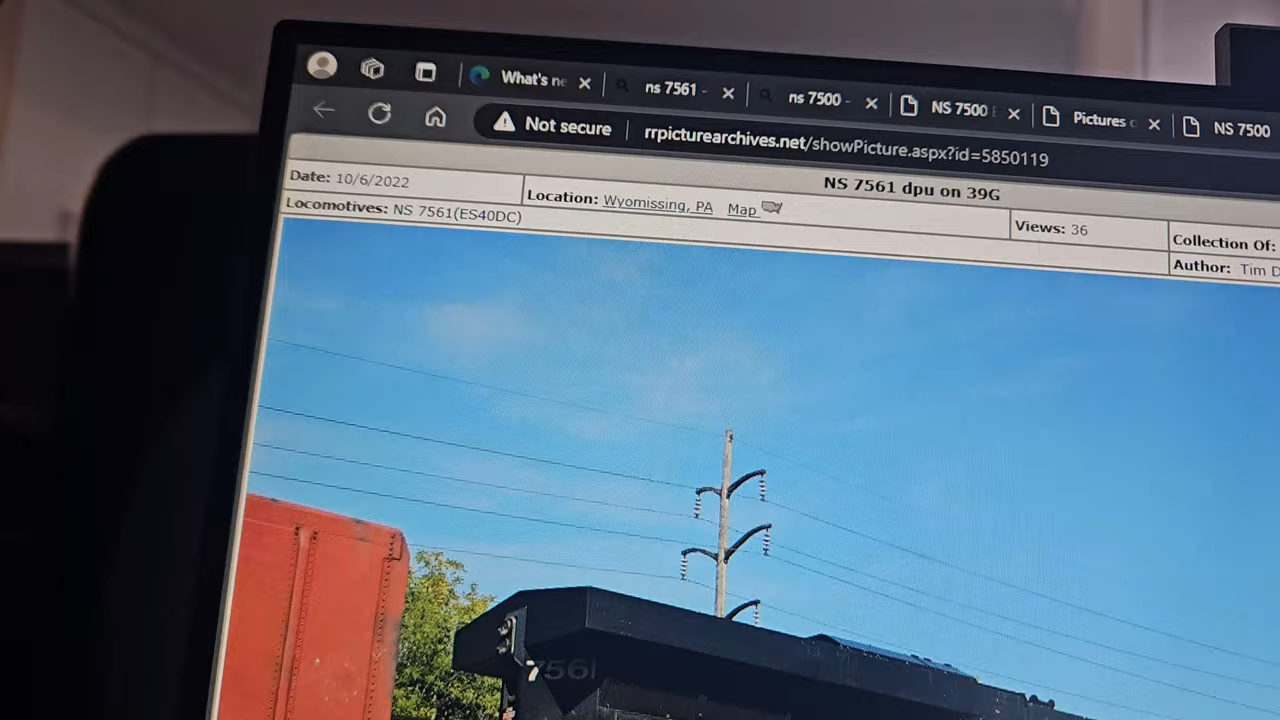 What's ne
ns 7561 -
ns 7500 -
NS 7500
Pictures
NS 7500
Not secure
rrpicturearchives.net/showPicture.aspx?id=5850119
NS 7561 dpu on 39G
Date: 10/6/2022
Location: Wyomissing, PA Map
Views: 36
Collection Of:
Locomotives: NS 7561(ES40DC)
Author: Tim D
7561